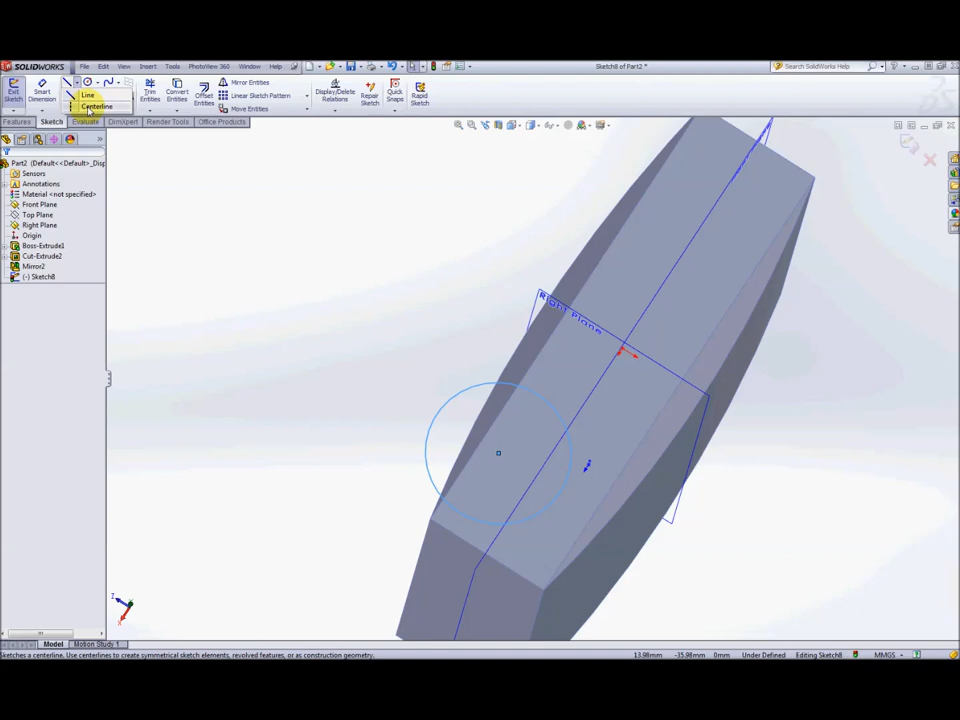 SOLIDWORKS File Edit View Insert Tools PhotoView 360 Window Help Sketch8 of Part2 *
Exit Sketch
Smart Dimension
Line
Centerline
Trim Entities
Convert Entities
Offset Entities
Mirror Entities
Linear Sketch Pattern
Move Entities
Display/Delete Relations
Repair Sketch
Quick Snaps
Rapid Sketch
Features Sketch Evaluate DimXpert Render Tools Office Products
Part2 (Default<<Default>_Disp
Sensors
Annotations
Material <not specified>
Front Plane
Top Plane
Right Plane
Origin
Boss-Extrude1
Cut-Extrude2
Mirror2
(-) Sketch8
Right Plane
Z
X
Model Motion Study 1
Sketches a centerline. Use centerlines to create symmetrical sketch elements, revolved features, or as construction geometry.
13.98mm -35.98mm 0mm Under Defined Editing Sketch8 MMGS